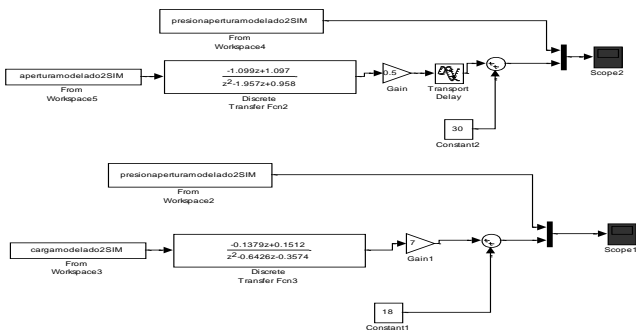 presionaperturamodelado2SIM
From
Workspace4
aperturamodelado2SIM
From
Workspace5
-1.099z+1.097
z2-1.957z+0.958
Discrete
Transfer Fcn2
0.5
Gain
Transport
Delay
Scope2
30
Constant2
presionaperturamodelado2SIM
From
Workspace2
cargamodelado2SIM
From
Workspace3
-0.1379z+0.1512
z2-0.6426z-0.3574
Discrete
Transfer Fcn3
7
Gain1
Scope1
18
Constant1